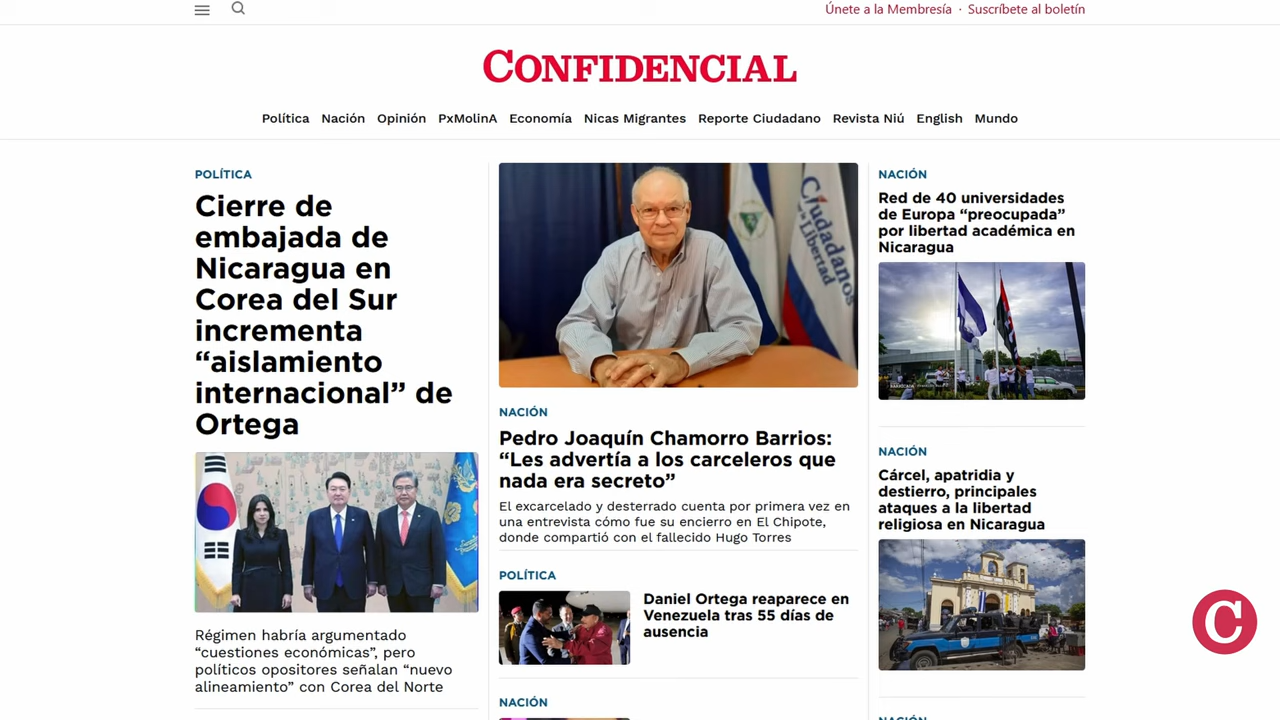 Únete a la Membresía · Suscríbete al boletín
CONFIDENCIAL
Política Nación Opinión PxMolinA Economía Nicas Migrantes Reporte Ciudadano Revista Niú English Mundo
POLÍTICA
Cierre de
embajada de
Nicaragua en
Corea del Sur
incrementa
“aislamiento
internacional” de
Ortega
Régimen habría argumentado
“cuestiones económicas”, pero
políticos opositores señalan “nuevo
alineamiento” con Corea del Norte
Ciudadanos
por la Libertad
NACIÓN
Pedro Joaquín Chamorro Barrios:
“Les advertía a los carceleros que
nada era secreto”
El excarcelado y desterrado cuenta por primera vez en
una entrevista cómo fue su encierro en El Chipote,
donde compartió con el fallecido Hugo Torres
POLÍTICA
Daniel Ortega reaparece en
Venezuela tras 55 días de
ausencia
NACIÓN
NACIÓN
Red de 40 universidades
de Europa “preocupada”
por libertad académica en
Nicaragua
NACIÓN
Cárcel, apatridia y
destierro, principales
ataques a la libertad
religiosa en Nicaragua
C
NACIÓN